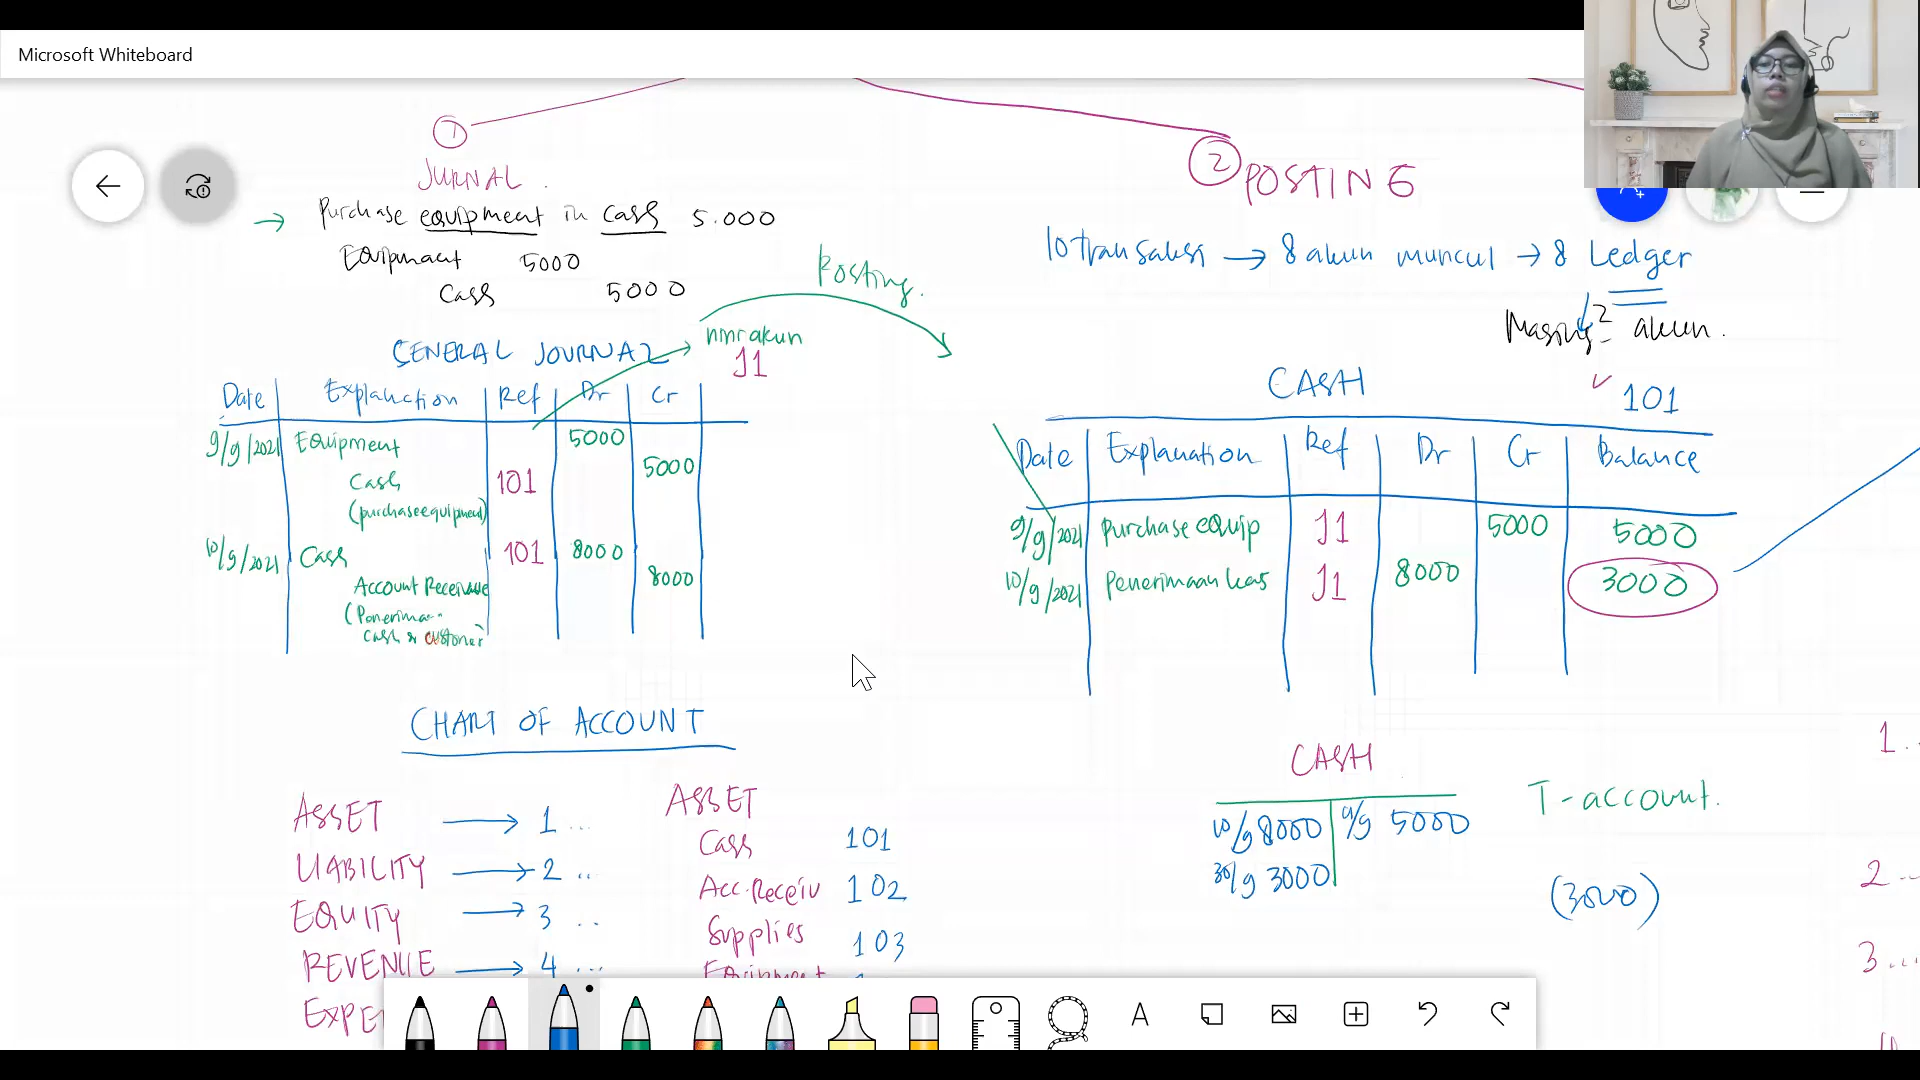 Microsoft Whiteboard
1
JURNAL.
→ Purchase equipment in cash 5.000
Equipment 5000
Cash 5000
Posting.
nmr akun
J1
GENERAL JOURNAL
Date Explanation Ref Dr Cr
9/9/2021 Equipment 5000
Cash 101 5000
(purchase equipment)
10/9/2021 Cash 101 8000
Account Receivable 8000
(Penerimaan
cash customer
CHART OF ACCOUNT
ASSET → 1 ...
LIABILITY → 2 ..
EQUITY → 3 ..
REVENUE → 4 ...
ASSET
Cash 101
Acc. Receiv 102
Supplies 103
Equipment
2 POSTING
10 transaksi → 8 akun muncul → 8 Ledger
Masing2 akun.
CASH 101
Date Explanation Ref Dr Cr Balance
9/9/2021 purchase equip J1 5000 5000
10/9/2021 Penerimaan kas J1 8000 3000
CASH
10/9 8000 9/9 5000
30/9 3000
T-account.
(3000)
1..
2...
3...
A